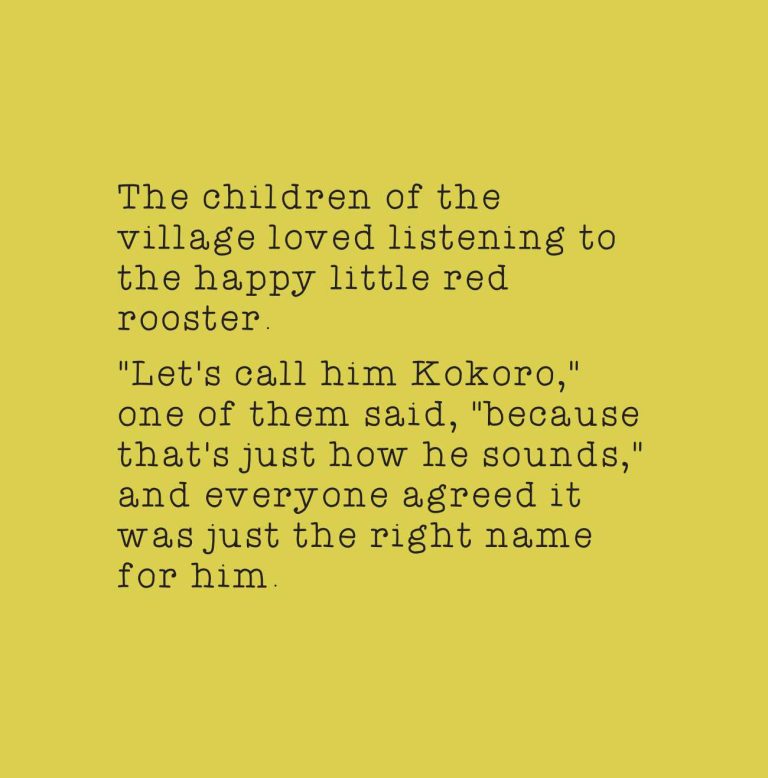 The children of the
village loved listening to
the happy little red
rooster.
"Let's call him Kokoro,"
one of them said, "because
that's just how he sounds,"
and everyone agreed it
was just the right name
for him.